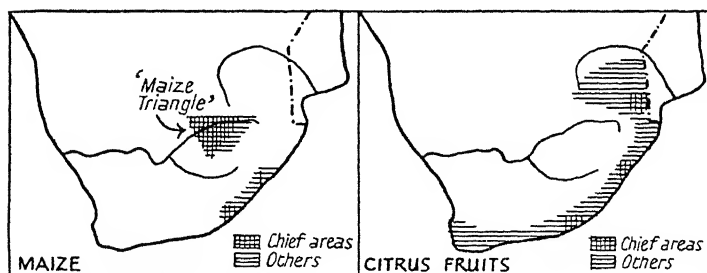 'Maize
Triangle'
Chief areas
Others
MAIZE
Chief areas
Others
CITRUS FRUITS